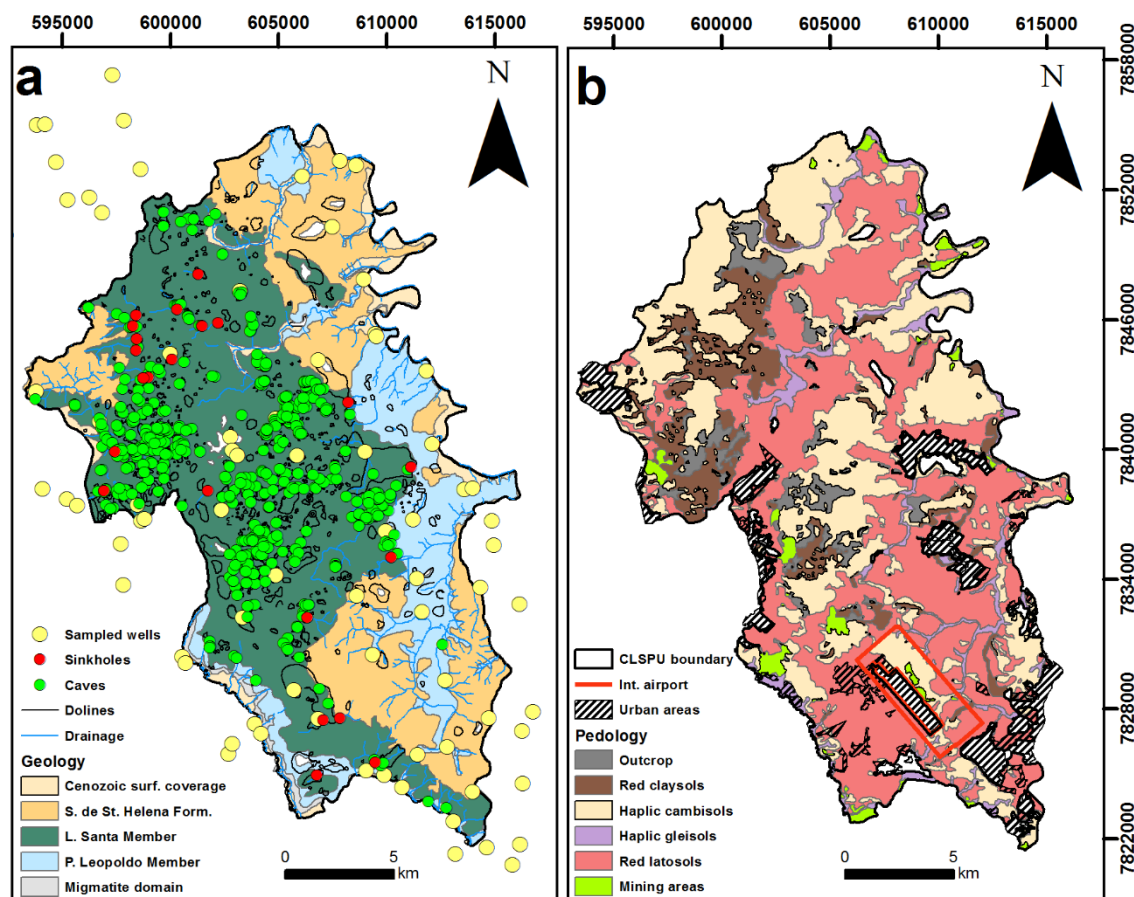 595000 600000 605000 610000 615000
a
N
Sampled wells
Sinkholes
Caves
Dolines
Drainage
Geology
Cenozoic surf. coverage
S. de St. Helena Form.
L. Santa Member
P. Leopoldo Member
Migmatite domain
0 5
km
595000 600000 605000 610000 615000
b
N
7858000
7852000
7846000
7840000
7834000
7828000
7822000
CLSPU boundary
Int. airport
Urban areas
Pedology
Outcrop
Red claysols
Haplic cambisols
Haplic gleisols
Red latosols
Mining areas
0 5
km